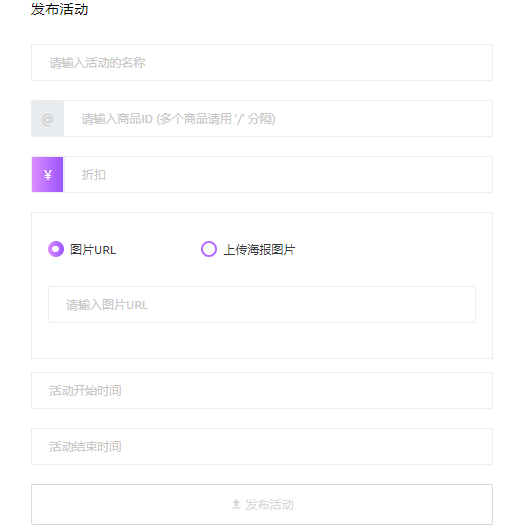 发布活动
请输入活动的名称
@ 请输入商品ID (多个商品请用 '/' 分隔)
¥ 折扣
图片URL 上传海报图片
请输入图片URL
活动开始时间
活动结束时间
发布活动